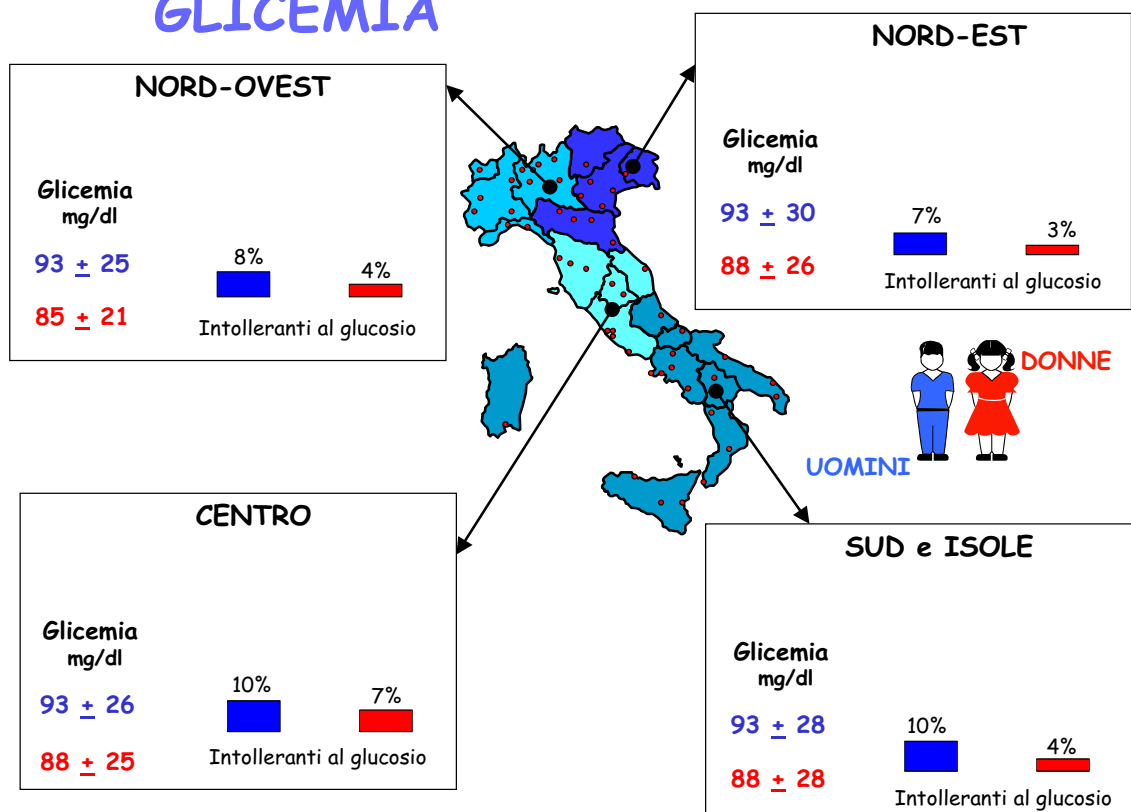 GLICEMIA
NORD-OVEST
Glicemia
mg/dl
93 + 25
85 + 21
8%
4%
Intolleranti al glucosio
NORD-EST
Glicemia
mg/dl
93 + 30
88 + 26
7%
3%
Intolleranti al glucosio
DONNE
UOMINI
CENTRO
Glicemia
mg/dl
93 + 26
88 + 25
10%
7%
Intolleranti al glucosio
SUD e ISOLE
Glicemia
mg/dl
93 + 28
88 + 28
10%
4%
Intolleranti al glucosio